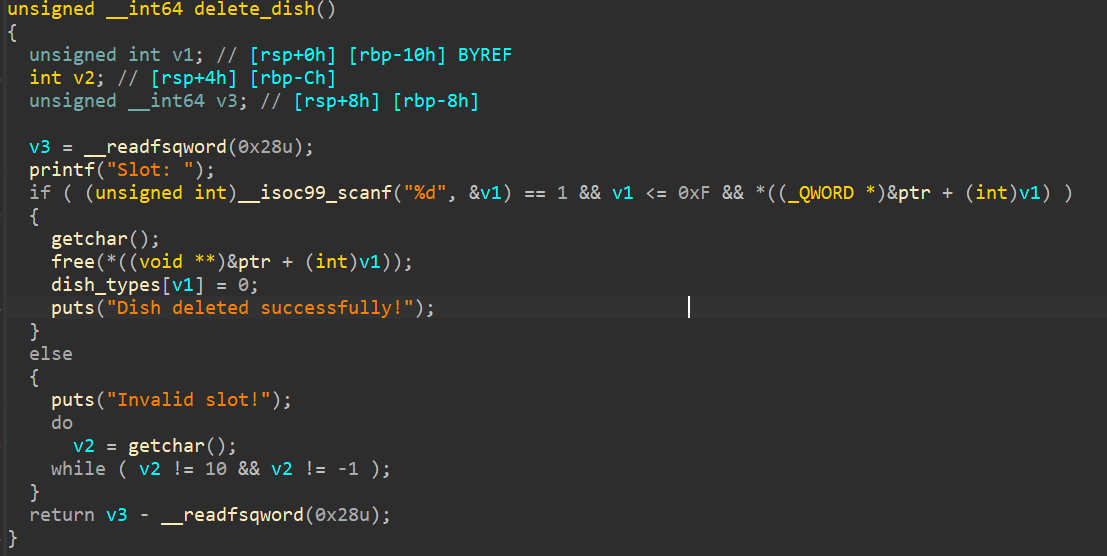 unsigned __int64 delete_dish()
{
  unsigned int v1; // [rsp+0h] [rbp-10h] BYREF
  int v2; // [rsp+4h] [rbp-Ch]
  unsigned __int64 v3; // [rsp+8h] [rbp-8h]

  v3 = __readfsqword(0x28u);
  printf("Slot: ");
  if ( (unsigned int)__isoc99_scanf("%d", &v1) == 1 && v1 <= 0xF && *((_QWORD *)&ptr + (int)v1) )
  {
    getchar();
    free(*((void **)&ptr + (int)v1));
    dish_types[v1] = 0;
    puts("Dish deleted successfully!");
  }
  else
  {
    puts("Invalid slot!");
    do
      v2 = getchar();
    while ( v2 != 10 && v2 != -1 );
  }
  return v3 - __readfsqword(0x28u);
}